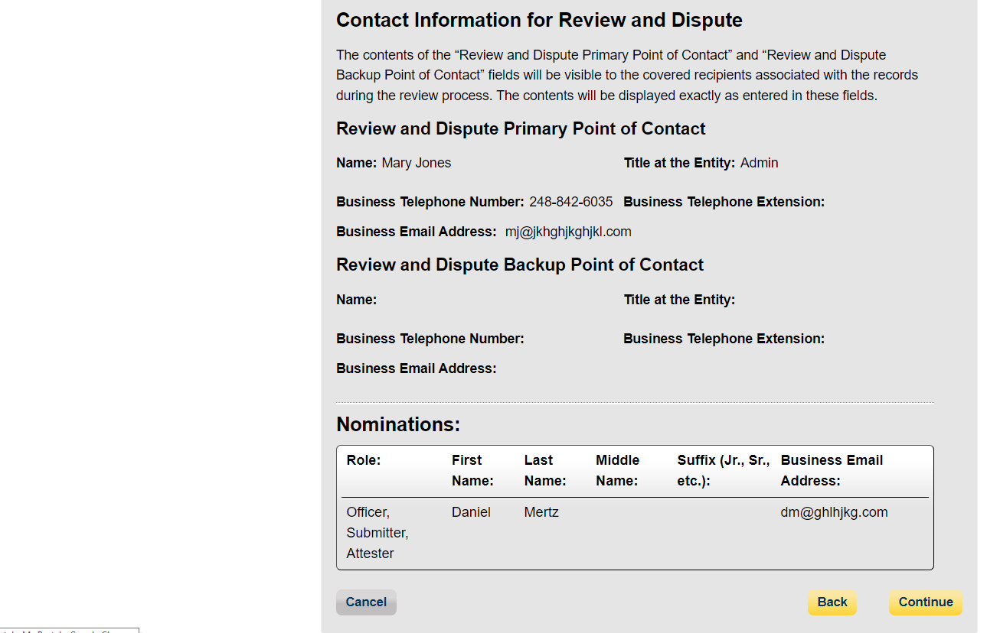 Contact Information for Review and Dispute
The contents of the “Review and Dispute Primary Point of Contact” and “Review and Dispute
Backup Point of Contact” fields will be visible to the covered recipients associated with the records
during the review process. The contents will be displayed exactly as entered in these fields.
Review and Dispute Primary Point of Contact
Name: Mary Jones Title at the Entity: Admin
Business Telephone Number: 248-842-6035 Business Telephone Extension:
Business Email Address: mj@jkhghjkghjkl.com
Review and Dispute Backup Point of Contact
Name: Title at the Entity:
Business Telephone Number: Business Telephone Extension:
Business Email Address:
Nominations:
Role: First Last Middle Suffix (Jr., Sr., Business Email
Name: Name: Name: etc.): Address:
Officer, Daniel Mertz dm@ghlhjkg.com
Submitter,
Attester
Cancel Back Continue